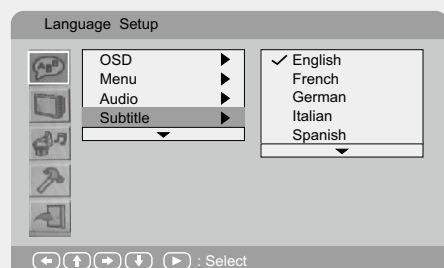 Language Setup
OSD
Menu
Audio
Subtitle
English
French
German
Italian
Spanish
: Select